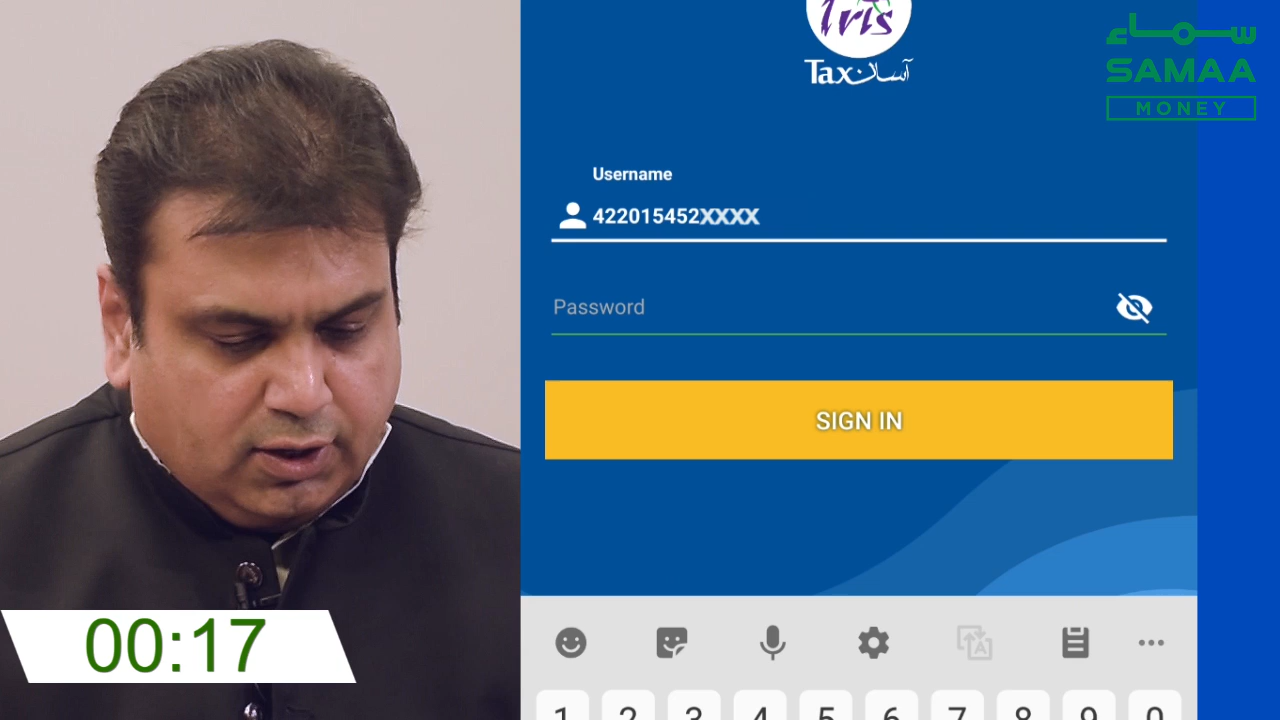 Iris
Tax آسان
سماء
SAMAA
MONEY
Username
422015452XXXX
Password
SIGN IN
00:17
1 2 3 4 5 6 7 8 9 0